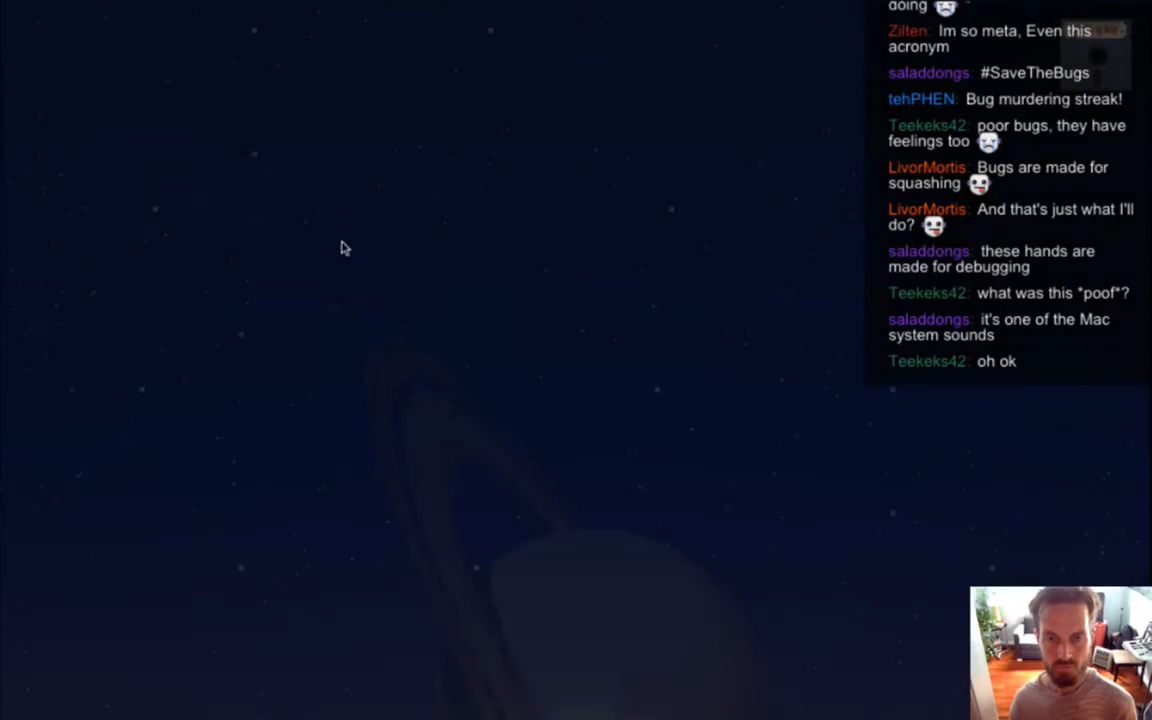 doing
Zilten: Im so meta, Even this
acronym
saladdongs: #SaveTheBugs
tehPHEN: Bug murdering streak!
Teekeks42: poor bugs, they have
feelings too
LivorMortis: Bugs are made for
squashing
LivorMortis: And that's just what I'll
do?
saladdongs: these hands are
made for debugging
Teekeks42: what was this *poof*?
saladdongs: it's one of the Mac
system sounds
Teekeks42: oh ok